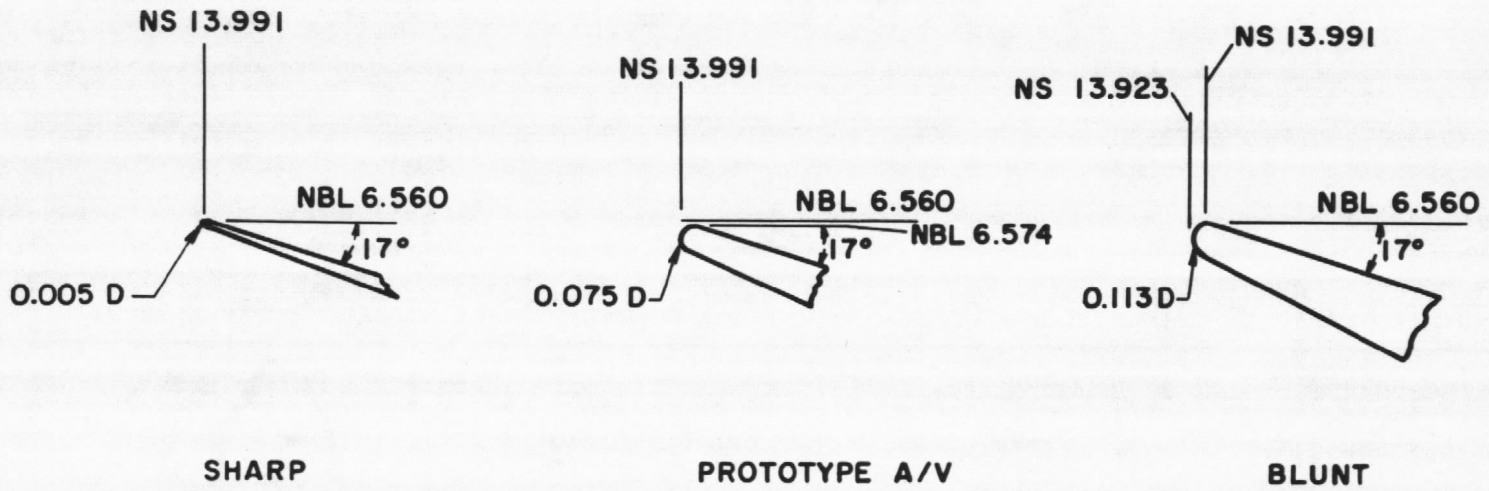 NS 13.991
NBL 6.560
17°
0.005 D
SHARP
NS 13.991
NBL 6.560
NBL 6.574
17°
0.075 D
PROTOTYPE A/V
NS 13.991
NS 13.923
NBL 6.560
17°
0.113 D
BLUNT